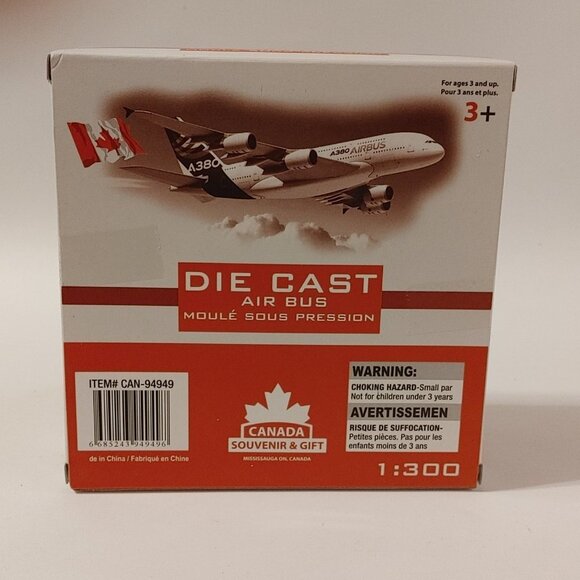 For ages 3 and up.
Pour 3 ans et plus.
3+
A380 AIRBUS
A380
DIE CAST
AIR BUS
MOULÉ SOUS PRESSION
ITEM# CAN-94949
6 685243 949496
de in China / Fabriqué en Chine
CANADA
SOUVENIR & GIFT
MISSISSAUGA ON, CANADA
WARNING:
CHOKING HAZARD-Small par
Not for children under 3 years
AVERTISSEMEN
RISQUE DE SUFFOCATION-
Petites pièces. Pas pour les
enfants moins de 3 ans
1:300